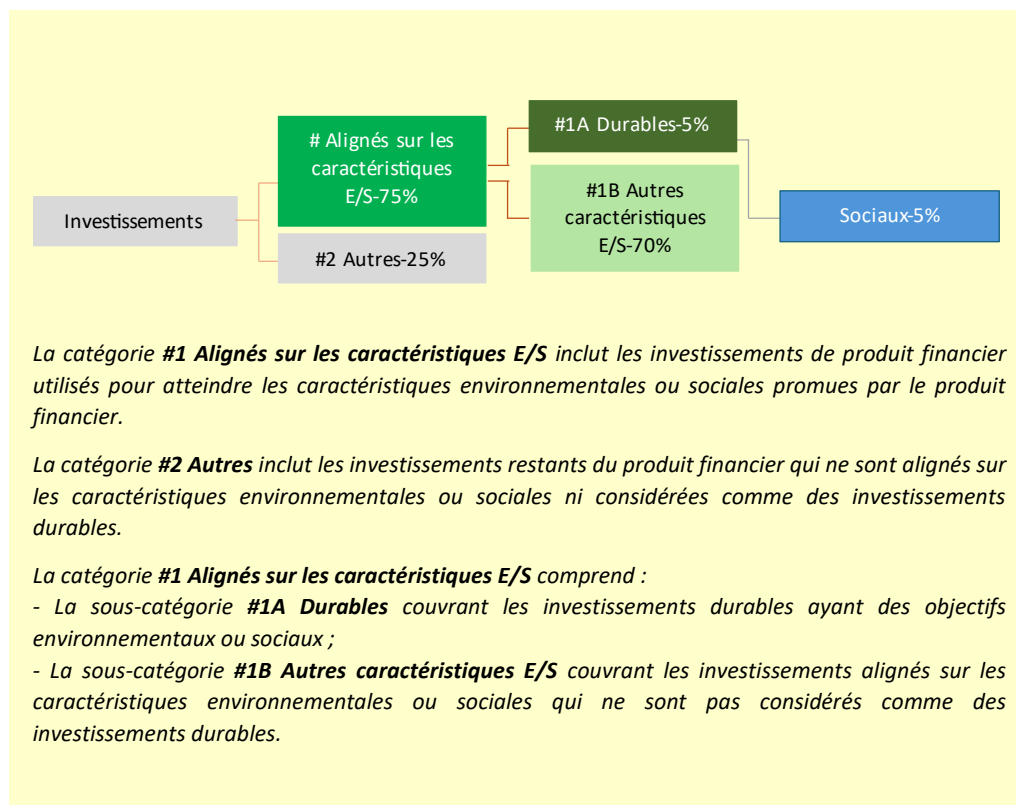 # Alignés sur les
caractéristiques
E/S-75%
#1A Durables-5%
#1B Autres
caractéristiques
E/S-70%
Investissements
Sociaux-5%
#2 Autres-25%
La catégorie #1 Alignés sur les caractéristiques E/S inclut les investissements de produit financier
utilisés pour atteindre les caractéristiques environnementales ou sociales promues par le produit
financier.
La catégorie #2 Autres inclut les investissements restants du produit financier qui ne sont alignés sur
les caractéristiques environnementales ou sociales ni considérées comme des investissements
durables.
La catégorie #1 Alignés sur les caractéristiques E/S comprend :
- La sous-catégorie #1A Durables couvrant les investissements durables ayant des objectifs
environnementaux ou sociaux ;
- La sous-catégorie #1B Autres caractéristiques E/S couvrant les investissements alignés sur les
caractéristiques environnementales ou sociales qui ne sont pas considérés comme des
investissements durables.